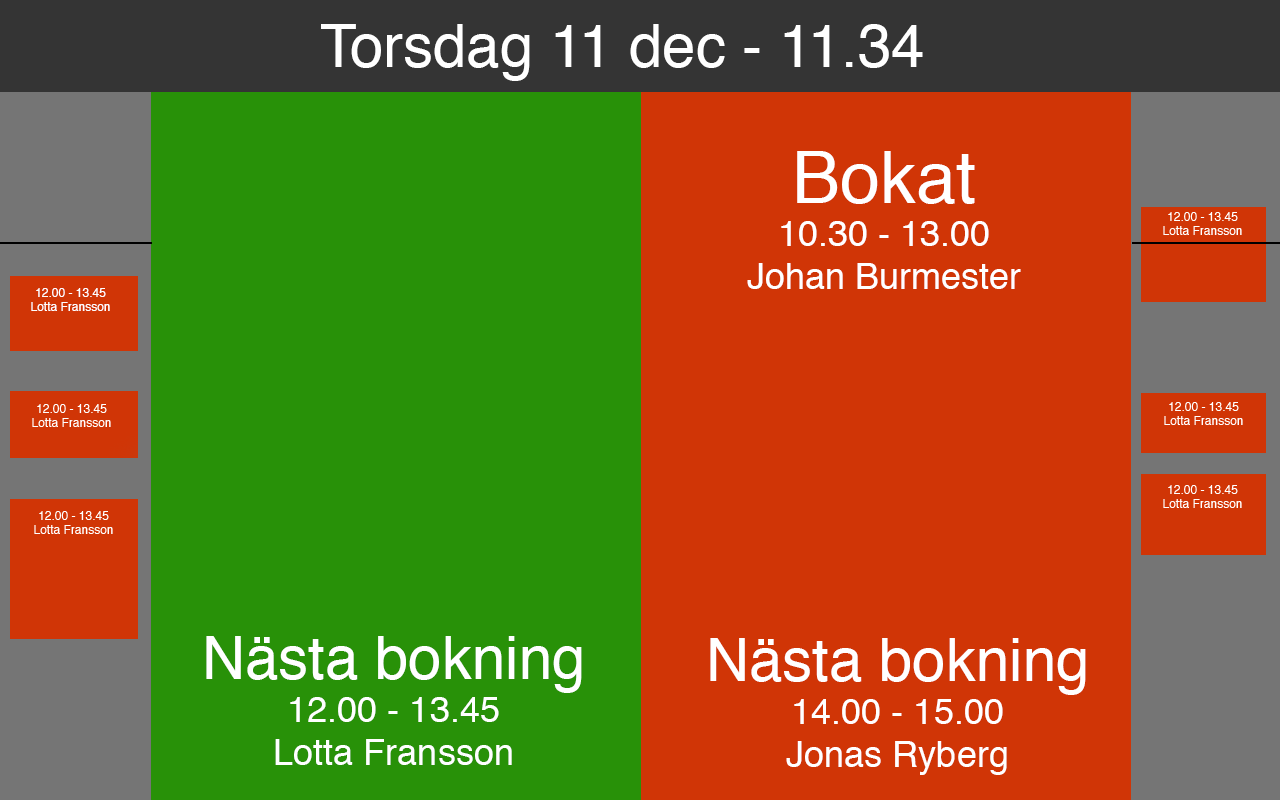 Torsdag 11 dec - 11.34
12.00 - 13.45
Lotta Fransson
12.00 - 13.45
Lotta Fransson
12.00 - 13.45
Lotta Fransson
Nästa bokning
12.00 - 13.45
Lotta Fransson
Bokat
10.30 - 13.00
Johan Burmester
Nästa bokning
14.00 - 15.00
Jonas Ryberg
12.00 - 13.45
Lotta Fransson
12.00 - 13.45
Lotta Fransson
12.00 - 13.45
Lotta Fransson